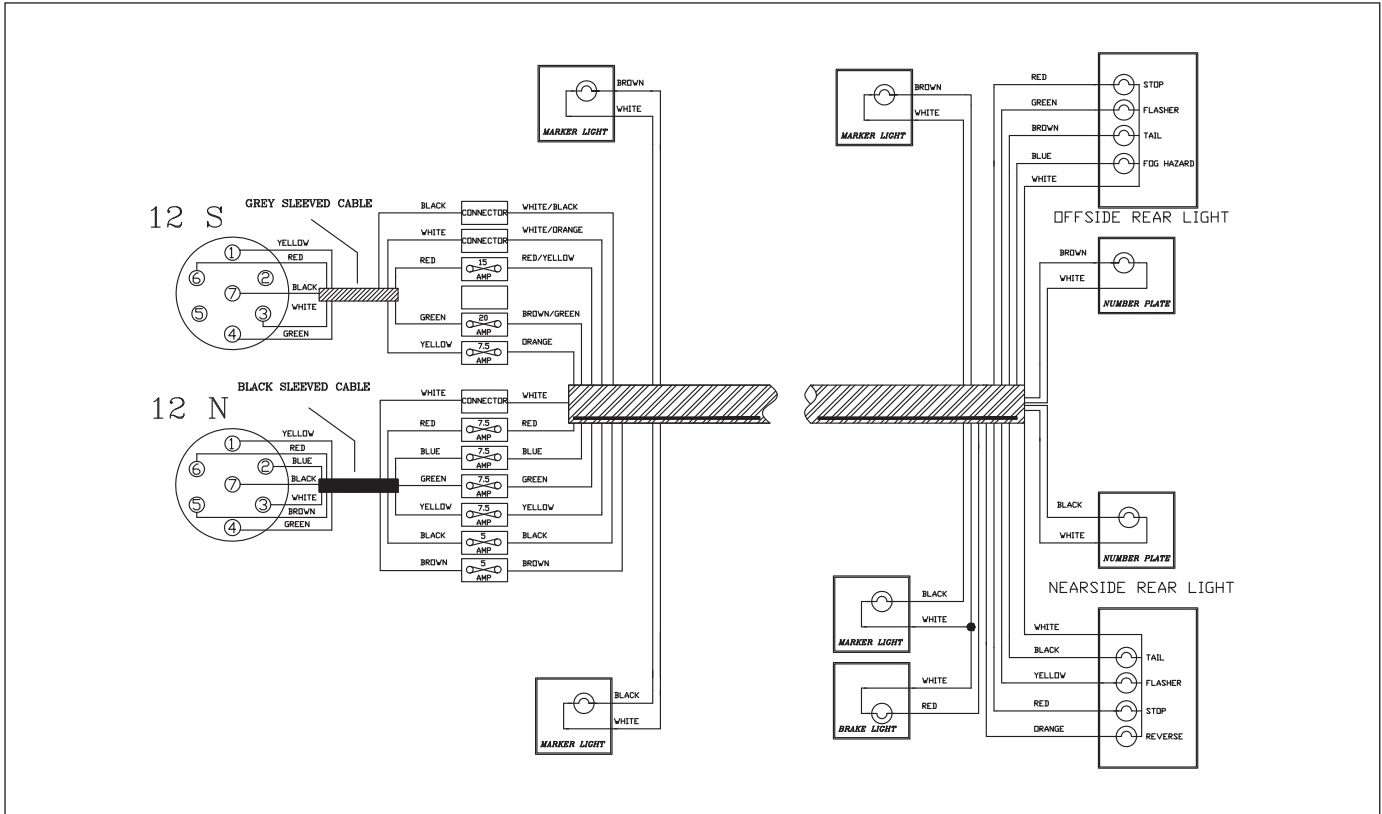 BROWN
WHITE
MARKER LIGHT
BROWN
WHITE
MARKER LIGHT
RED
STOP
GREEN
FLASHER
BROWN
TAIL
BLUE
FOG HAZARD
WHITE
OFFSIDE REAR LIGHT
BROWN
WHITE
NUMBER PLATE
12 S
GREY SLEEVED CABLE
YELLOW
RED
BLACK
WHITE
GREEN
1
6
2
7
5
3
4
BLACK
CONNECTOR
WHITE/BLACK
WHITE
CONNECTOR
WHITE/ORANGE
RED
15
AMP
RED/YELLOW
GREEN
20
AMP
BROWN/GREEN
YELLOW
7.5
AMP
ORANGE
12 N
BLACK SLEEVED CABLE
YELLOW
RED
BLUE
BLACK
WHITE
BROWN
GREEN
1
6
2
7
5
3
4
WHITE
CONNECTOR
WHITE
RED
7.5
AMP
RED
BLUE
7.5
AMP
BLUE
GREEN
7.5
AMP
GREEN
YELLOW
7.5
AMP
YELLOW
BLACK
5
AMP
BLACK
BROWN
5
AMP
BROWN
BLACK
WHITE
NUMBER PLATE
NEARSIDE REAR LIGHT
BLACK
WHITE
MARKER LIGHT
WHITE
RED
BRAKE LIGHT
WHITE
BLACK
TAIL
YELLOW
FLASHER
RED
STOP
ORANGE
REVERSE
BLACK
WHITE
MARKER LIGHT